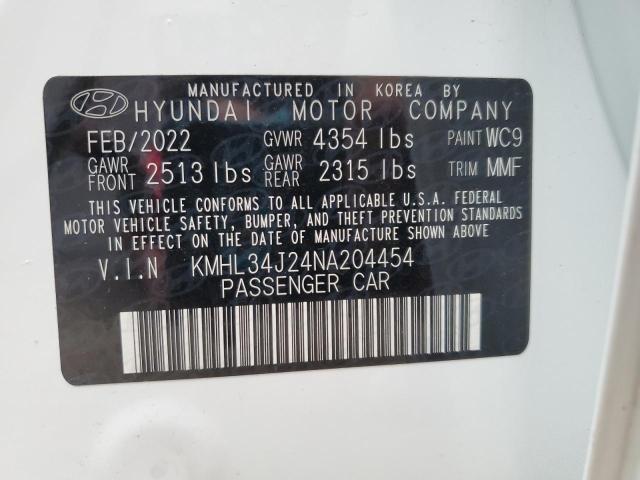 MANUFACTURED IN KOREA BY
HYUNDAI MOTOR COMPANY
FEB/2022 GVWR 4354 lbs PAINT WC9
GAWR FRONT 2513 lbs GAWR REAR 2315 lbs TRIM MMF
THIS VEHICLE CONFORMS TO ALL APPLICABLE U.S.A. FEDERAL
MOTOR VEHICLE SAFETY, BUMPER, AND THEFT PREVENTION STANDARDS
IN EFFECT ON THE DATE OF MANUFACTURE SHOWN ABOVE.
V.I.N KMHL34J24NA204454
PASSENGER CAR